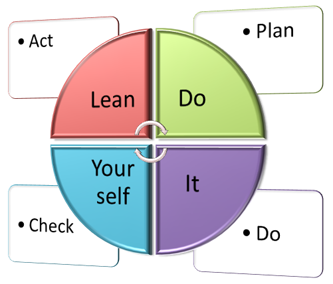 • Act
• Plan
Lean
Do
Your
self
It
• Check
• Do